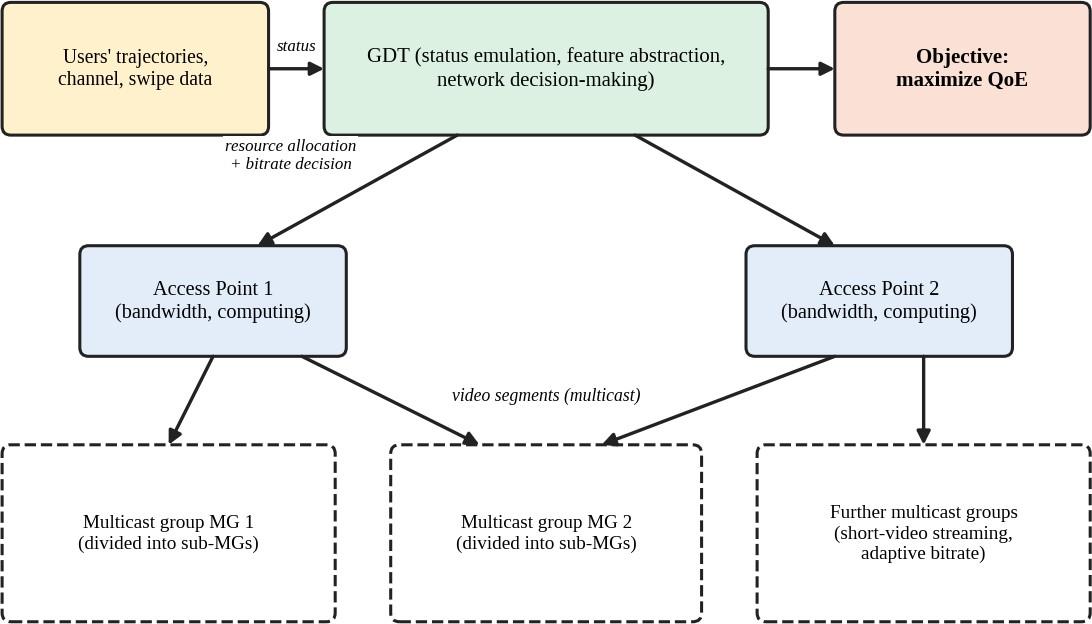 Users' trajectories,
channel, swipe data
status
GDT (status emulation, feature abstraction,
network decision-making)
Objective:
maximize QoE
resource allocation
+ bitrate decision
Access Point 1
(bandwidth, computing)
Access Point 2
(bandwidth, computing)
video segments (multicast)
Multicast group MG 1
(divided into sub-MGs)
Multicast group MG 2
(divided into sub-MGs)
Further multicast groups
(short-video streaming,
adaptive bitrate)